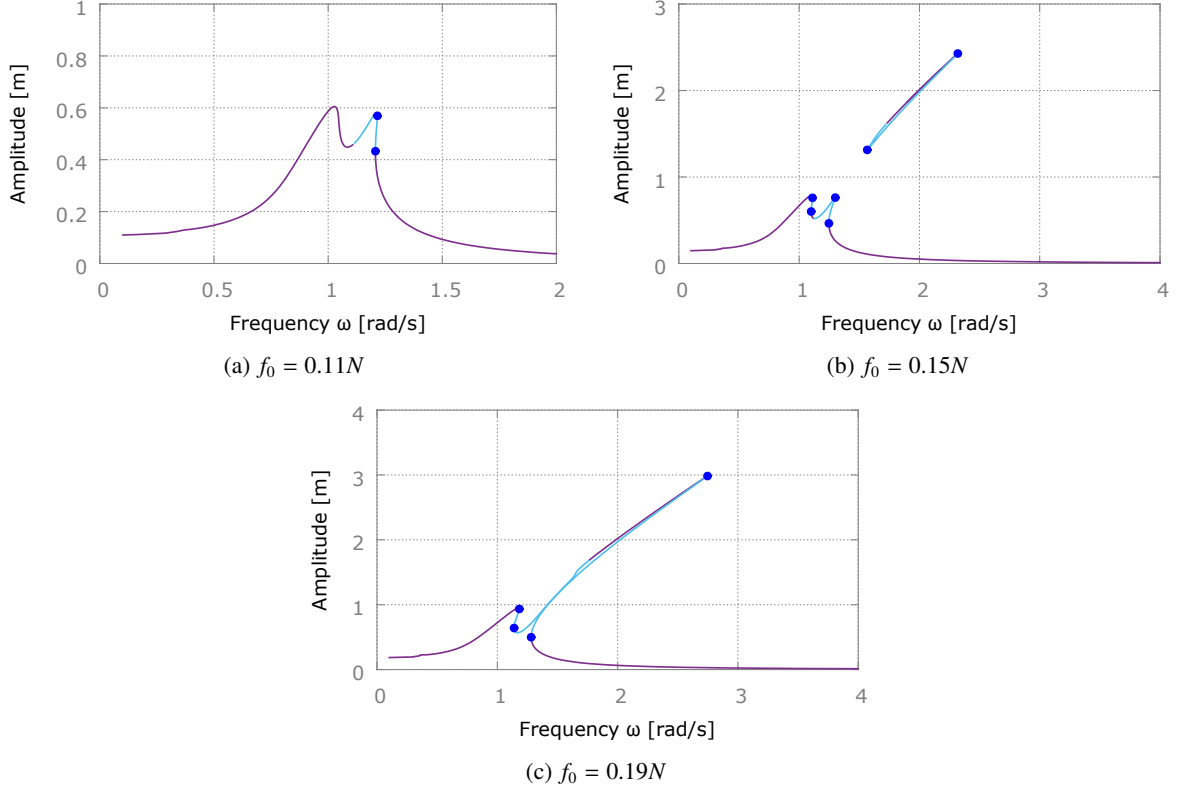 1
0.8
0.6
0.4
0.2
0
Amplitude [m]
0 0.5 1 1.5 2
Frequency ω [rad/s]
(a) f₀ = 0.11N
3
2
1
0
Amplitude [m]
0 1 2 3 4
Frequency ω [rad/s]
(b) f₀ = 0.15N
4
3
2
1
0
Amplitude [m]
0 1 2 3 4
Frequency ω [rad/s]
(c) f₀ = 0.19N